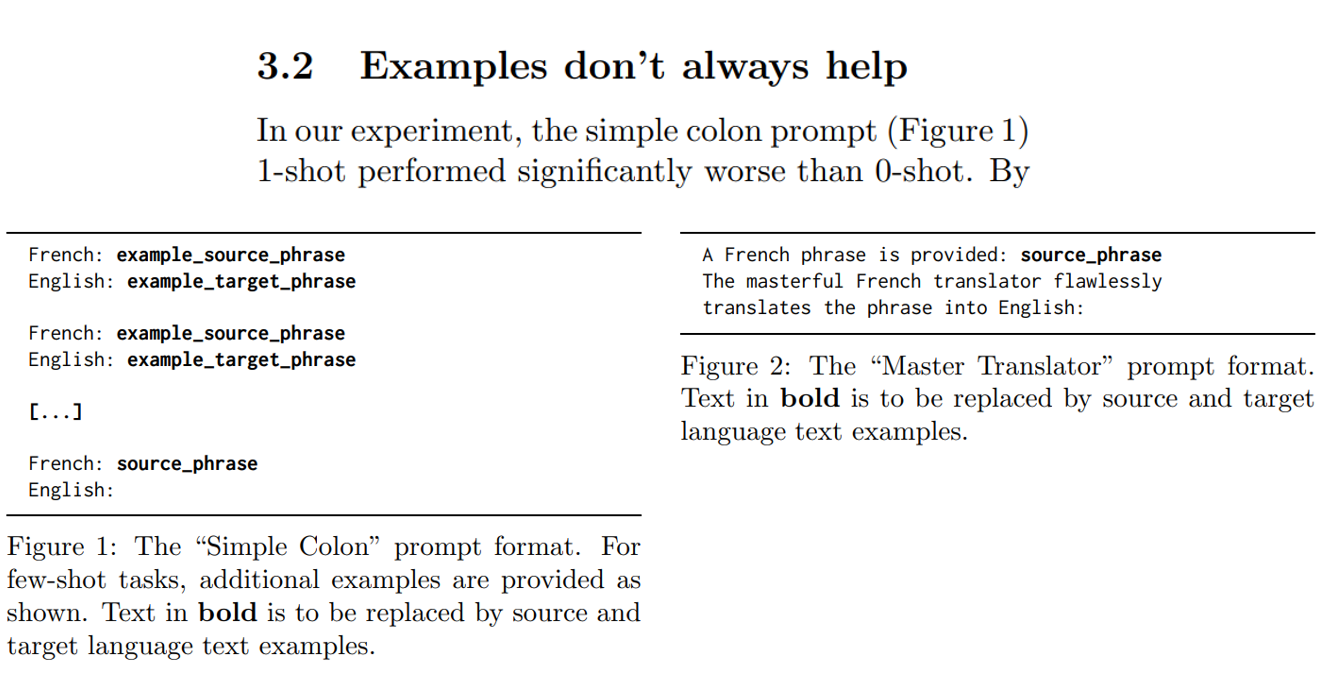 3.2 Examples don't always help
In our experiment, the simple colon prompt (Figure 1)
1-shot performed significantly worse than 0-shot. By
French: example_source_phrase
English: example_target_phrase
French: example_source_phrase
English: example_target_phrase
[...]
French: source_phrase
English:
Figure 1: The “Simple Colon” prompt format. For
few-shot tasks, additional examples are provided as
shown. Text in bold is to be replaced by source and
target language text examples.
A French phrase is provided: source_phrase
The masterful French translator flawlessly
translates the phrase into English:
Figure 2: The “Master Translator” prompt format.
Text in bold is to be replaced by source and target
language text examples.